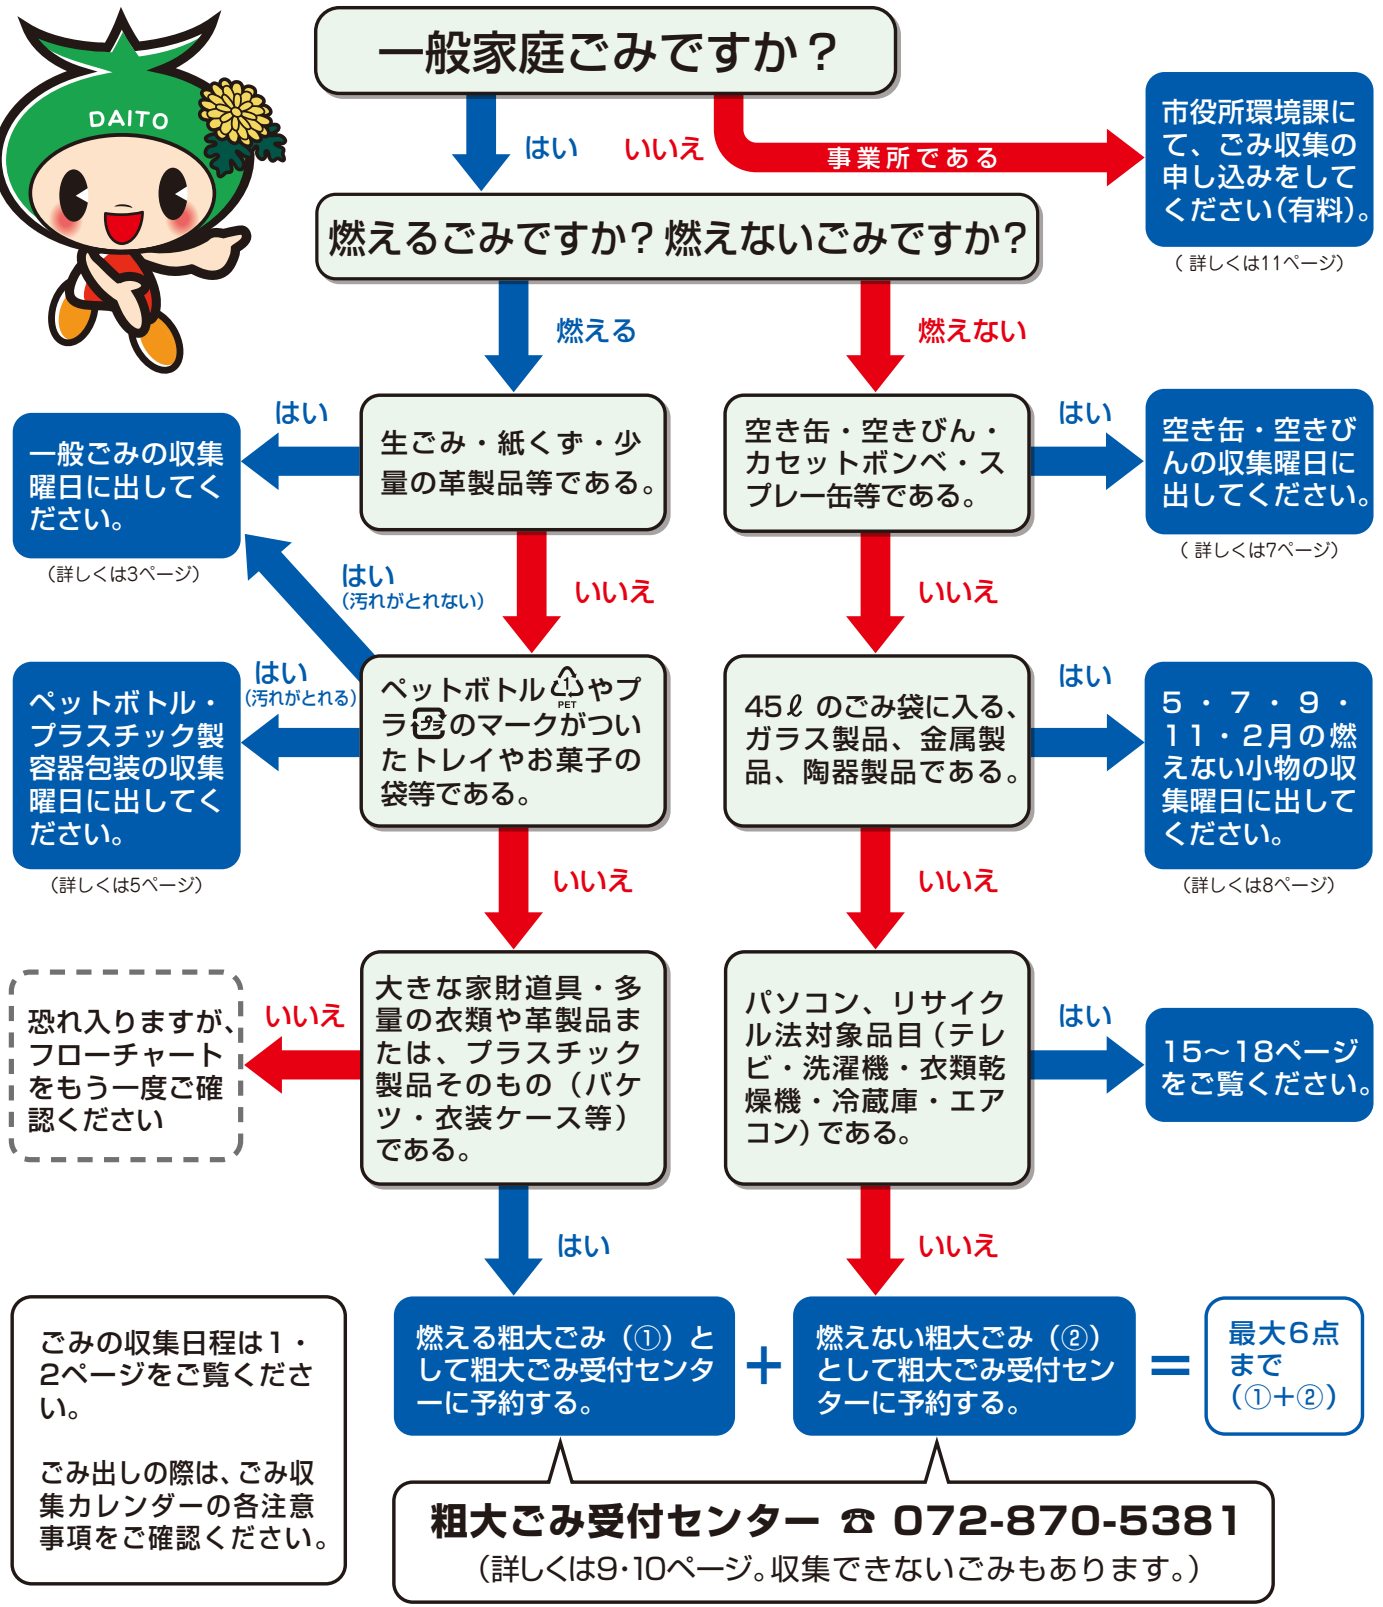 一般家庭ごみですか？
DAITO
はい
いいえ
事業所である
市役所環境課に
て、ごみ収集の
申し込みをして
ください（有料）。
（ 詳しくは11ページ）
燃えるごみですか？燃えないごみですか？
燃える
燃えない
はい
一般ごみの収集
曜日に出してく
ださい。
（詳しくは3ページ）
生ごみ・紙くず・少
量の革製品等である。
空き缶・空きびん・
カセットボンベ・ス
プレー缶等である。
はい
空き缶・空きび
んの収集曜日に
出してください。
（ 詳しくは7ページ）
はい
（汚れがとれない）
いいえ
いいえ
はい
（汚れがとれる）
ペットボトル・
プラスチック製
容器包装の収集
曜日に出してく
ださい。
（詳しくは5ページ）
ペットボトル 1 PET やプ
ラ プラ のマークがつい
たトレイやお菓子の
袋等である。
45ℓ のごみ袋に入る、
ガラス製品、金属製
品、陶器製品である。
はい
5・7・9・
11・2月の燃
えない小物の収
集曜日に出して
ください。
（詳しくは8ページ）
いいえ
いいえ
恐れ入りますが、
フローチャート
をもう一度ご確
認ください
いいえ
大きな家財道具・多
量の衣類や革製品ま
たは、プラスチック
製品そのもの（バケ
ツ・衣装ケース等）
である。
パソコン、リサイク
ル法対象品目（テレ
ビ・洗濯機・衣類乾
燥機・冷蔵庫・エア
コン）である。
はい
15～18ページ
をご覧ください。
はい
いいえ
ごみの収集日程は1・
2ページをご覧くださ
い。
ごみ出しの際は、ごみ収
集カレンダーの各注意
事項をご確認ください。
燃える粗大ごみ（①）と
して粗大ごみ受付センタ
ーに予約する。
＋
燃えない粗大ごみ（②）
として粗大ごみ受付セン
ターに予約する。
＝
最大6点
まで
（①＋②）
粗大ごみ受付センター ☎ 072-870-5381
（詳しくは9・10ページ。収集できないごみもあります。）